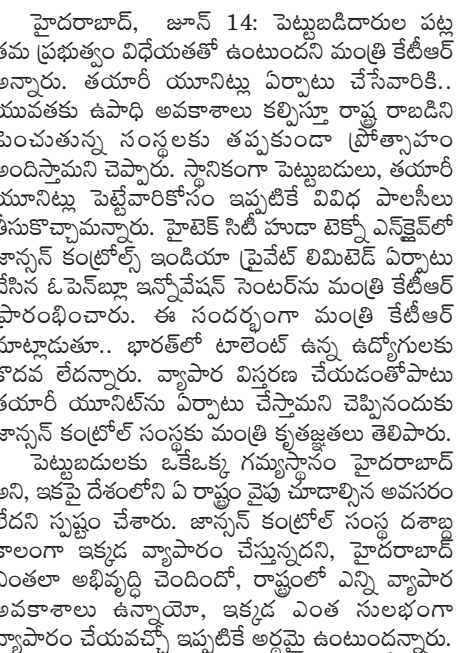 హైదరాబాద్, జూన్ 14: పెట్టుబడిదారుల పట్ల
తమ ప్రభుత్వం విధేయతతో ఉంటుందని మంత్రి కేటీఆర్
అన్నారు. తయారీ యూనిట్లు ఏర్పాటు చేసేవారికి..
యువతకు ఉపాధి అవకాశాలు కల్పిస్తూ రాష్ట్ర రాబడిని
పెంచుతున్న సంస్థలకు తప్పకుండా ప్రోత్సాహం
అందిస్తామని చెప్పారు. స్థానికంగా పెట్టుబడులు, తయారీ
యూనిట్లు పెట్టేవారికోసం ఇప్పటికే వివిధ పాలసీలు
తీసుకొచ్చామన్నారు. హైటెక్ సిటీ హుడా టెక్నో ఎన్‌క్లైవ్‌లో
జాన్సన్ కంట్రోల్స్ ఇండియా ప్రైవేట్ లిమిటెడ్ ఏర్పాటు
చేసిన ఓపెన్‌బ్లూ ఇన్నోవేషన్ సెంటర్‌ను మంత్రి కేటీఆర్
ప్రారంభించారు. ఈ సందర్భంగా మంత్రి కేటీఆర్
మాట్లాడుతూ.. భారత్‌లో టాలెంట్ ఉన్న ఉద్యోగులకు
కొదవ లేదన్నారు. వ్యాపార విస్తరణ చేయడంతోపాటు
తయారీ యూనిట్‌ను ఏర్పాటు చేస్తామని చెప్పినందుకు
జాన్సన్ కంట్రోల్ సంస్థకు మంత్రి కృతజ్ఞతలు తెలిపారు.
పెట్టుబడులకు ఒకేఒక్క గమ్యస్థానం హైదరాబాద్
అని, ఇకపై దేశంలోని ఏ రాష్ట్రం వైపు చూడాల్సిన అవసరం
లేదని స్పష్టం చేశారు. జాన్సన్ కంట్రోల్ సంస్థ దశాబ్ద
కాలంగా ఇక్కడ వ్యాపారం చేస్తున్నదని, హైదరాబాద్
ఎంతలా అభివృద్ధి చెందిందో, రాష్ట్రంలో ఎన్ని వ్యాపార
అవకాశాలు ఉన్నాయో, ఇక్కడ ఎంత సులభంగా
వ్యాపారం చేయవచ్చో ఇప్పటికే అర్థమై ఉంటుందన్నారు.